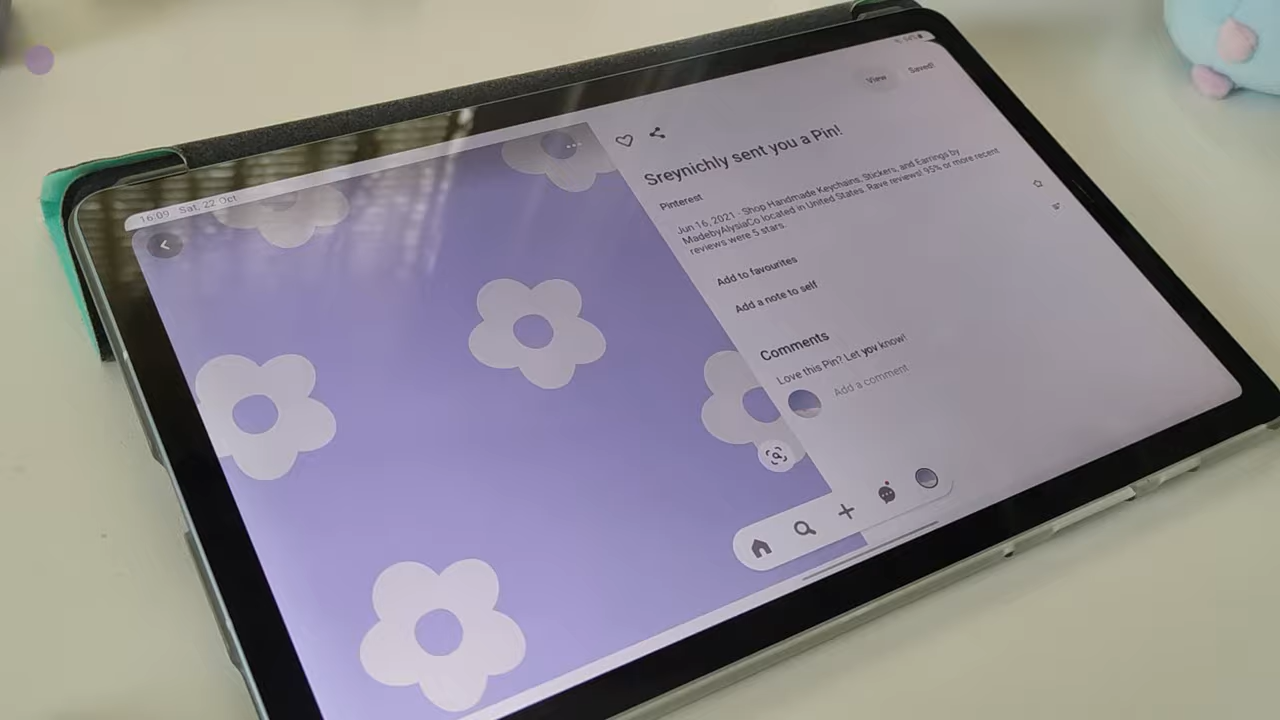 16:09 Sat, 22 Oct
View
Saved!
Sreynichly sent you a Pin!
Pinterest
Jun 16, 2021 - Shop Handmade Keychains, Stickers, and Earrings by
MadebyAlysiaCo located in United States. Rave reviews! 95% or more recent
reviews were 5 stars.
Add to favourites
Add a note to self
Comments
Love this Pin? Let yov know!
Add a comment